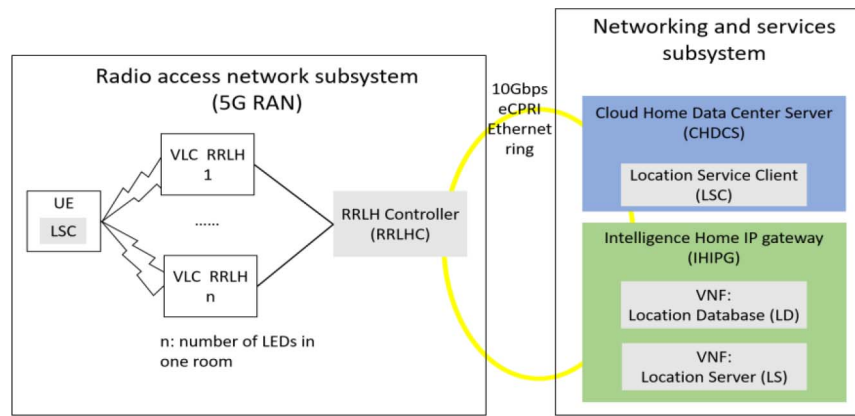 Networking and services
subsystem
Radio access network subsystem
(5G RAN)
10Gbps
eCPRI
Ethernet
ring
Cloud Home Data Center Server
(CHDCS)
VLC RRLH
1
Location Service Client
(LSC)
UE
LSC
......
RRLH Controller
(RRLHC)
Intelligence Home IP gateway
(IHIPG)
VLC RRLH
n
VNF:
Location Database (LD)
n: number of LEDs in
one room
VNF:
Location Server (LS)